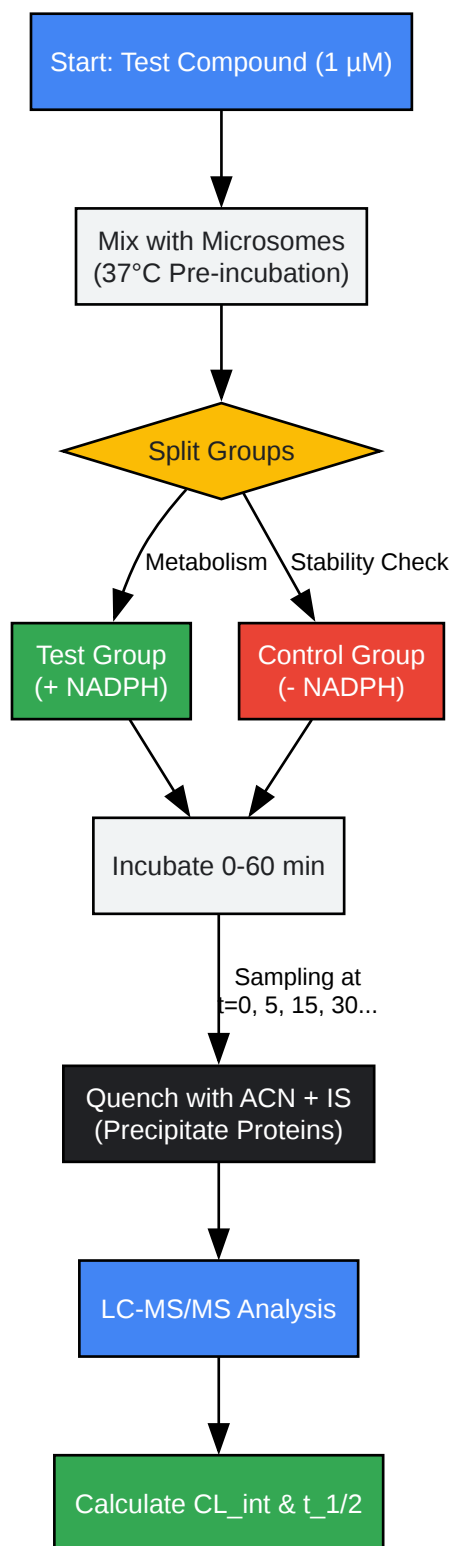 Start: Test Compound (1 µM)
Mix with Microsomes
(37°C Pre-incubation)
Split Groups
Metabolism
Stability Check
Test Group
(+ NADPH)
Control Group
(- NADPH)
Incubate 0-60 min
Sampling at
t=0, 5, 15, 30...
Quench with ACN + IS
(Precipitate Proteins)
LC-MS/MS Analysis
Calculate CL_int & t_1/2